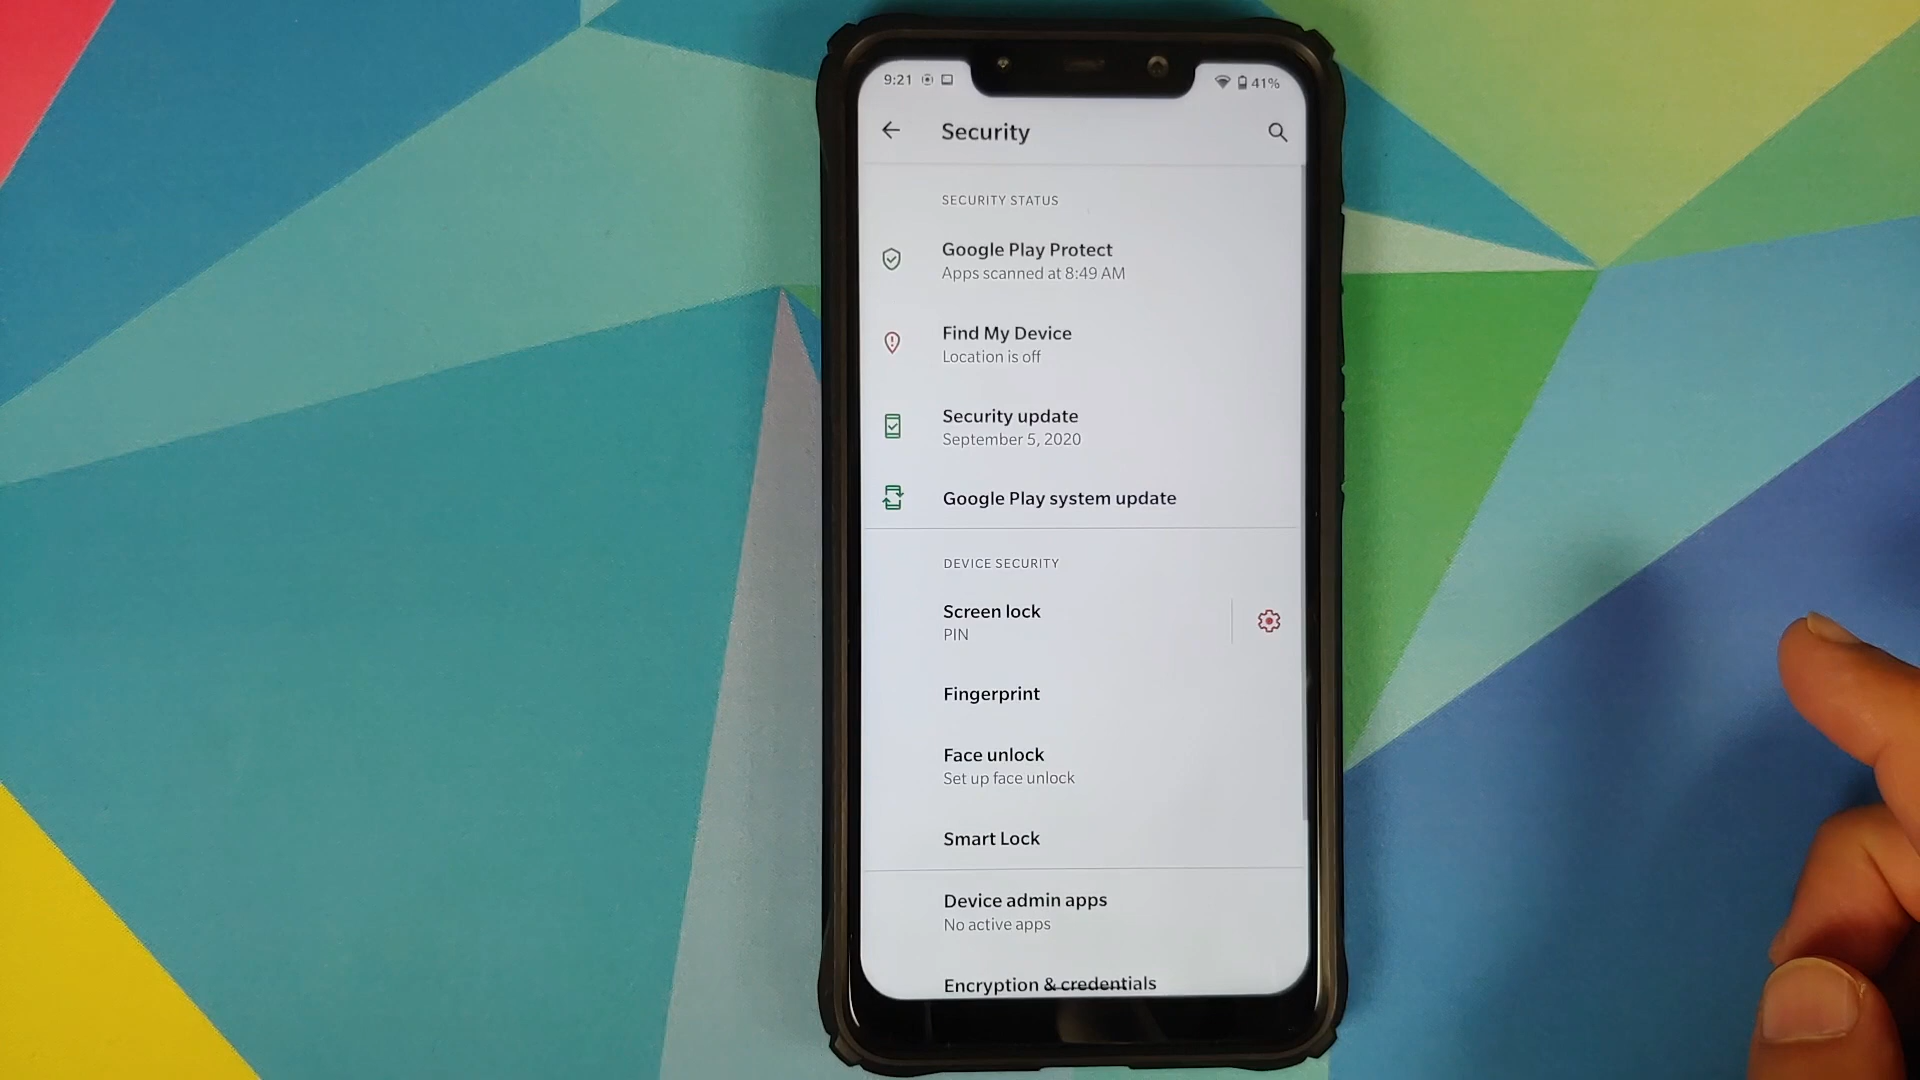 9:21 41%
Security
SECURITY STATUS
Google Play Protect
Apps scanned at 8:49 AM
Find My Device
Location is off
Security update
September 5, 2020
Google Play system update
DEVICE SECURITY
Screen lock
PIN
Fingerprint
Face unlock
Set up face unlock
Smart Lock
Device admin apps
No active apps
Encryption & credentials